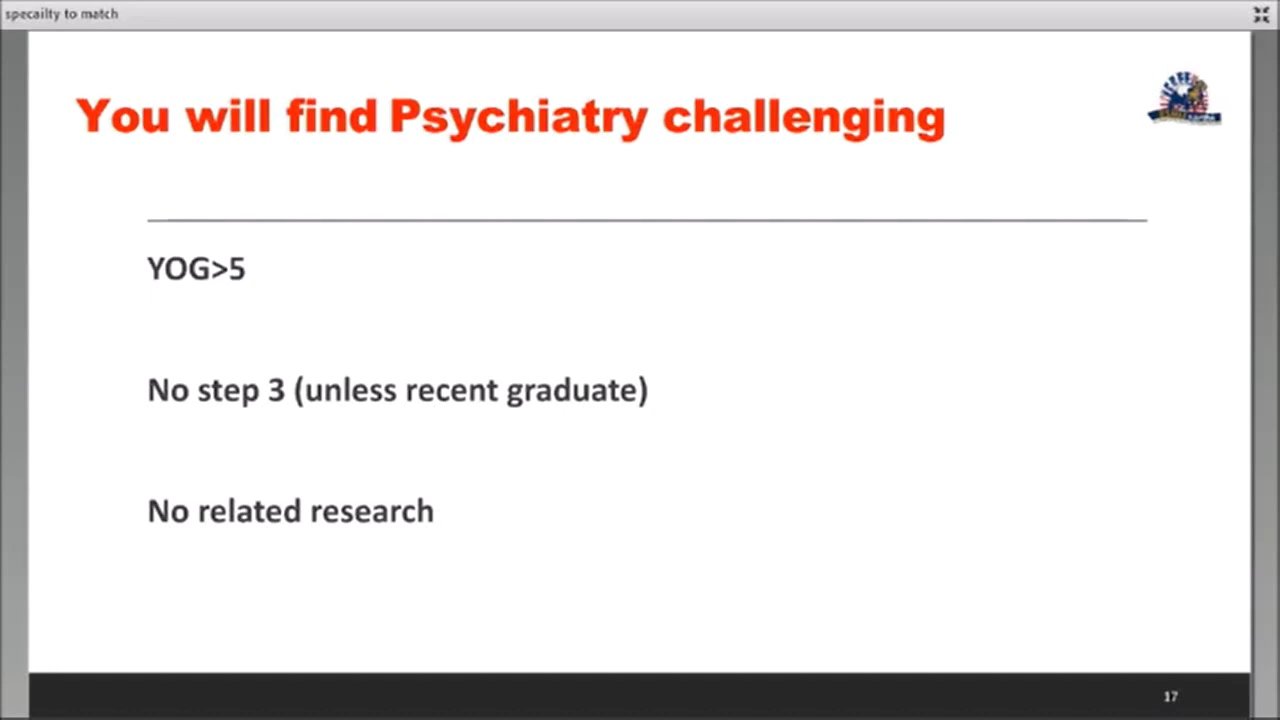 specailty to match
You will find Psychiatry challenging
YOG>5
No step 3 (unless recent graduate)
No related research
17